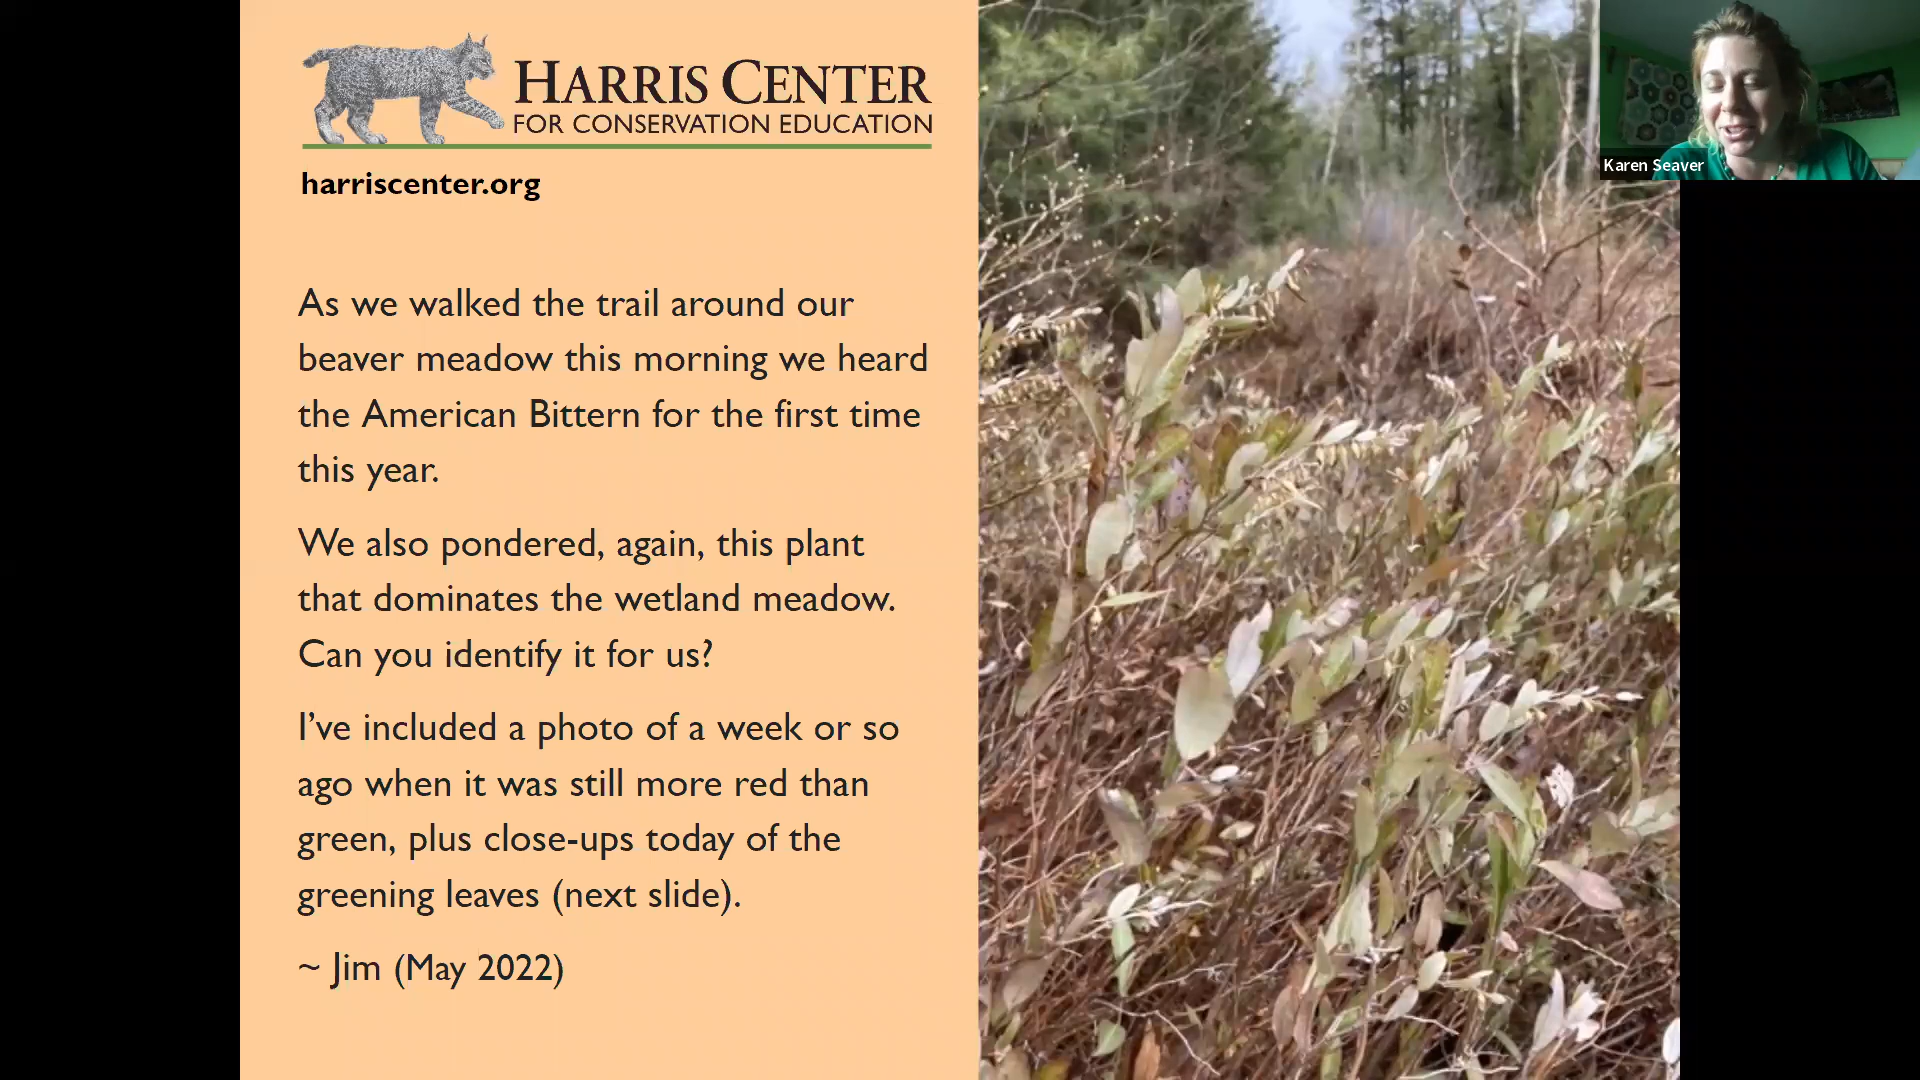 HARRIS CENTER
FOR CONSERVATION EDUCATION
harriscenter.org
As we walked the trail around our
beaver meadow this morning we heard
the American Bittern for the first time
this year.
We also pondered, again, this plant
that dominates the wetland meadow.
Can you identify it for us?
I’ve included a photo of a week or so
ago when it was still more red than
green, plus close-ups today of the
greening leaves (next slide).
~ Jim (May 2022)
Karen Seaver